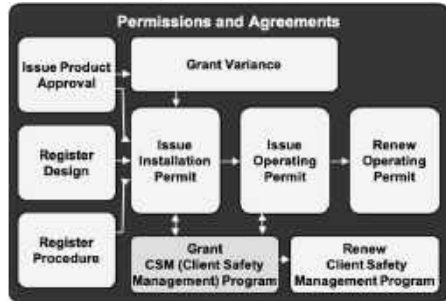 Permissions and Agreements
Issue Product
Approval
Grant Variance
Register
Design
Issue
Installation
Permit
Issue
Operating
Permit
Renew
Operating
Permit
Register
Procedure
Grant
CSM (Client Safety
Management) Program
Renew
Client Safety
Management Program